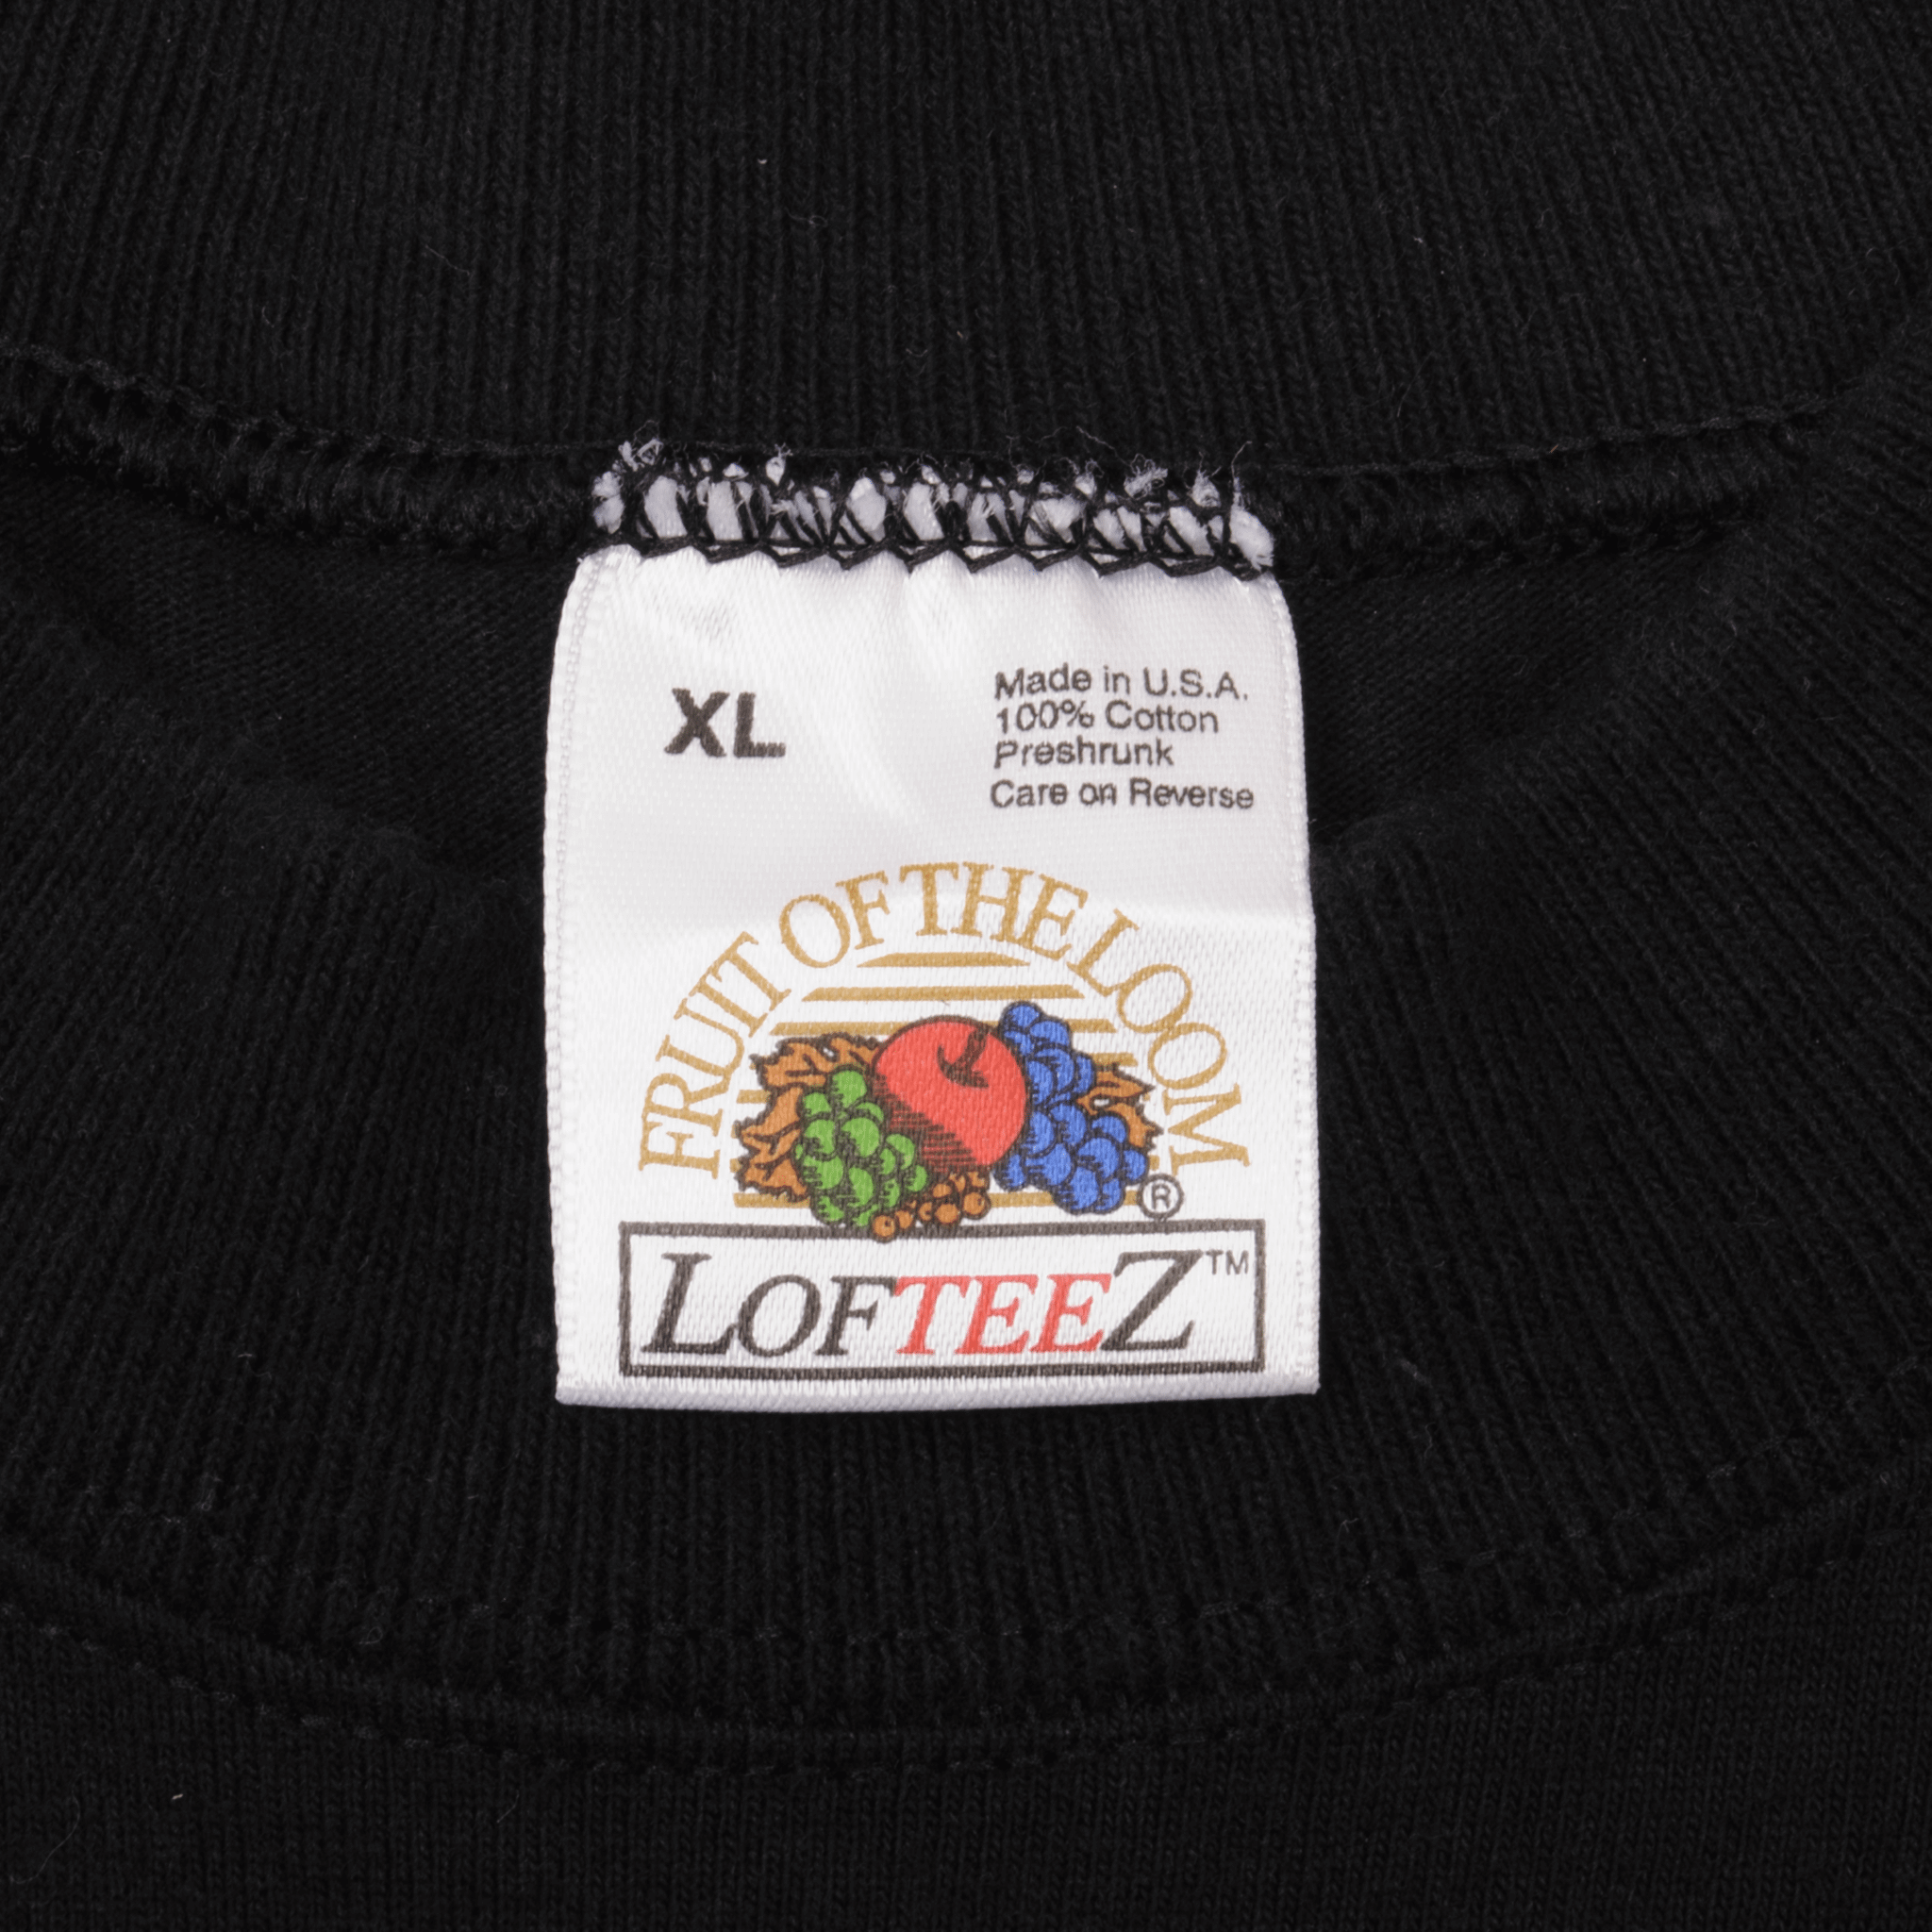 XL
Made in U.S.A.
100% Cotton
Preshrunk
Care on Reverse
FRUIT OF THE LOOM
®
LOFTEEZ™